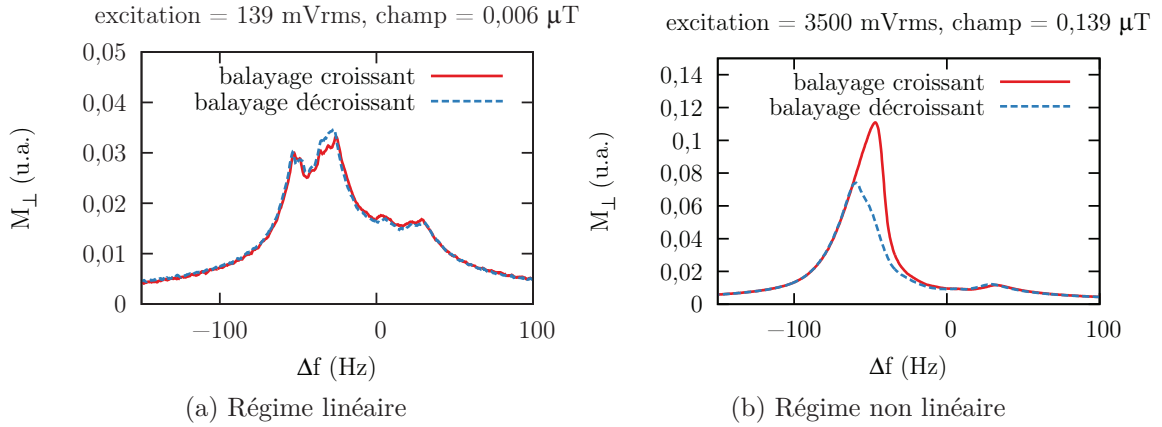 excitation = 139 mVrms, champ = 0,006 μT
0,05
0,04
0,03
0,02
0,01
0
M⊥ (u.a.)
balayage croissant
balayage décroissant
−100
0
100
Δf (Hz)
(a) Régime linéaire
excitation = 3500 mVrms, champ = 0,139 μT
0,14
0,12
0,1
0,08
0,06
0,04
0,02
0
M⊥ (u.a.)
balayage croissant
balayage décroissant
−100
0
100
Δf (Hz)
(b) Régime non linéaire